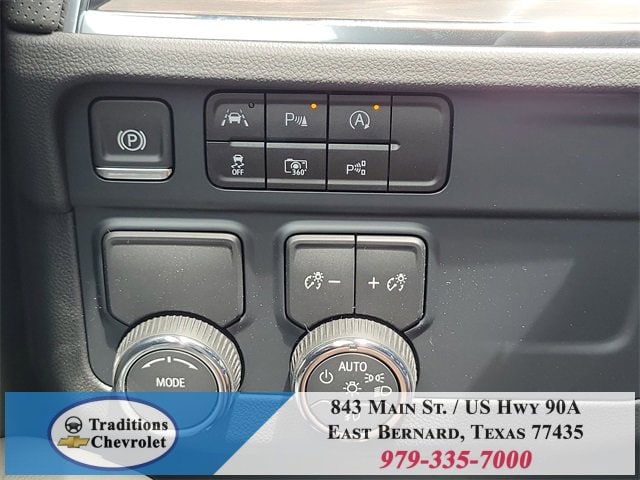 P A
P
OFF 360° P
− +
MODE
AUTO
Traditions
Chevrolet
843 Main St. / US Hwy 90A
East Bernard, Texas 77435
979-335-7000